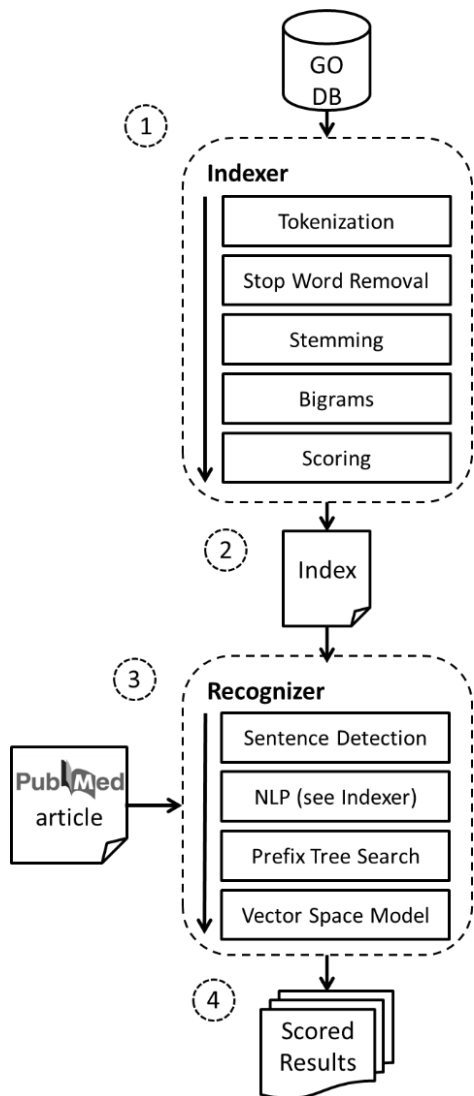 GO
DB
1
Indexer
Tokenization
Stop Word Removal
Stemming
Bigrams
Scoring
2
Index
3
Recognizer
Sentence Detection
NLP (see Indexer)
Prefix Tree Search
Vector Space Model
PubMed
article
4
Scored
Results